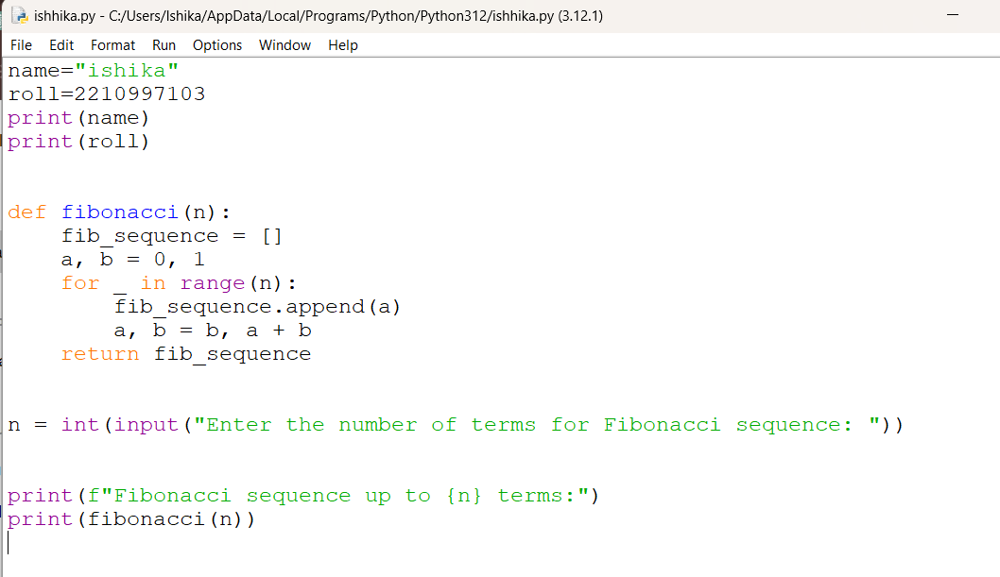 ishhika.py - C:/Users/Ishika/AppData/Local/Programs/Python/Python312/ishhika.py (3.12.1)
File Edit Format Run Options Window Help
name="ishika"
roll=2210997103
print(name)
print(roll)
def fibonacci(n):
    fib_sequence = []
    a, b = 0, 1
    for _ in range(n):
        fib_sequence.append(a)
        a, b = b, a + b
    return fib_sequence
n = int(input("Enter the number of terms for Fibonacci sequence: "))
print(f"Fibonacci sequence up to {n} terms:")
print(fibonacci(n))